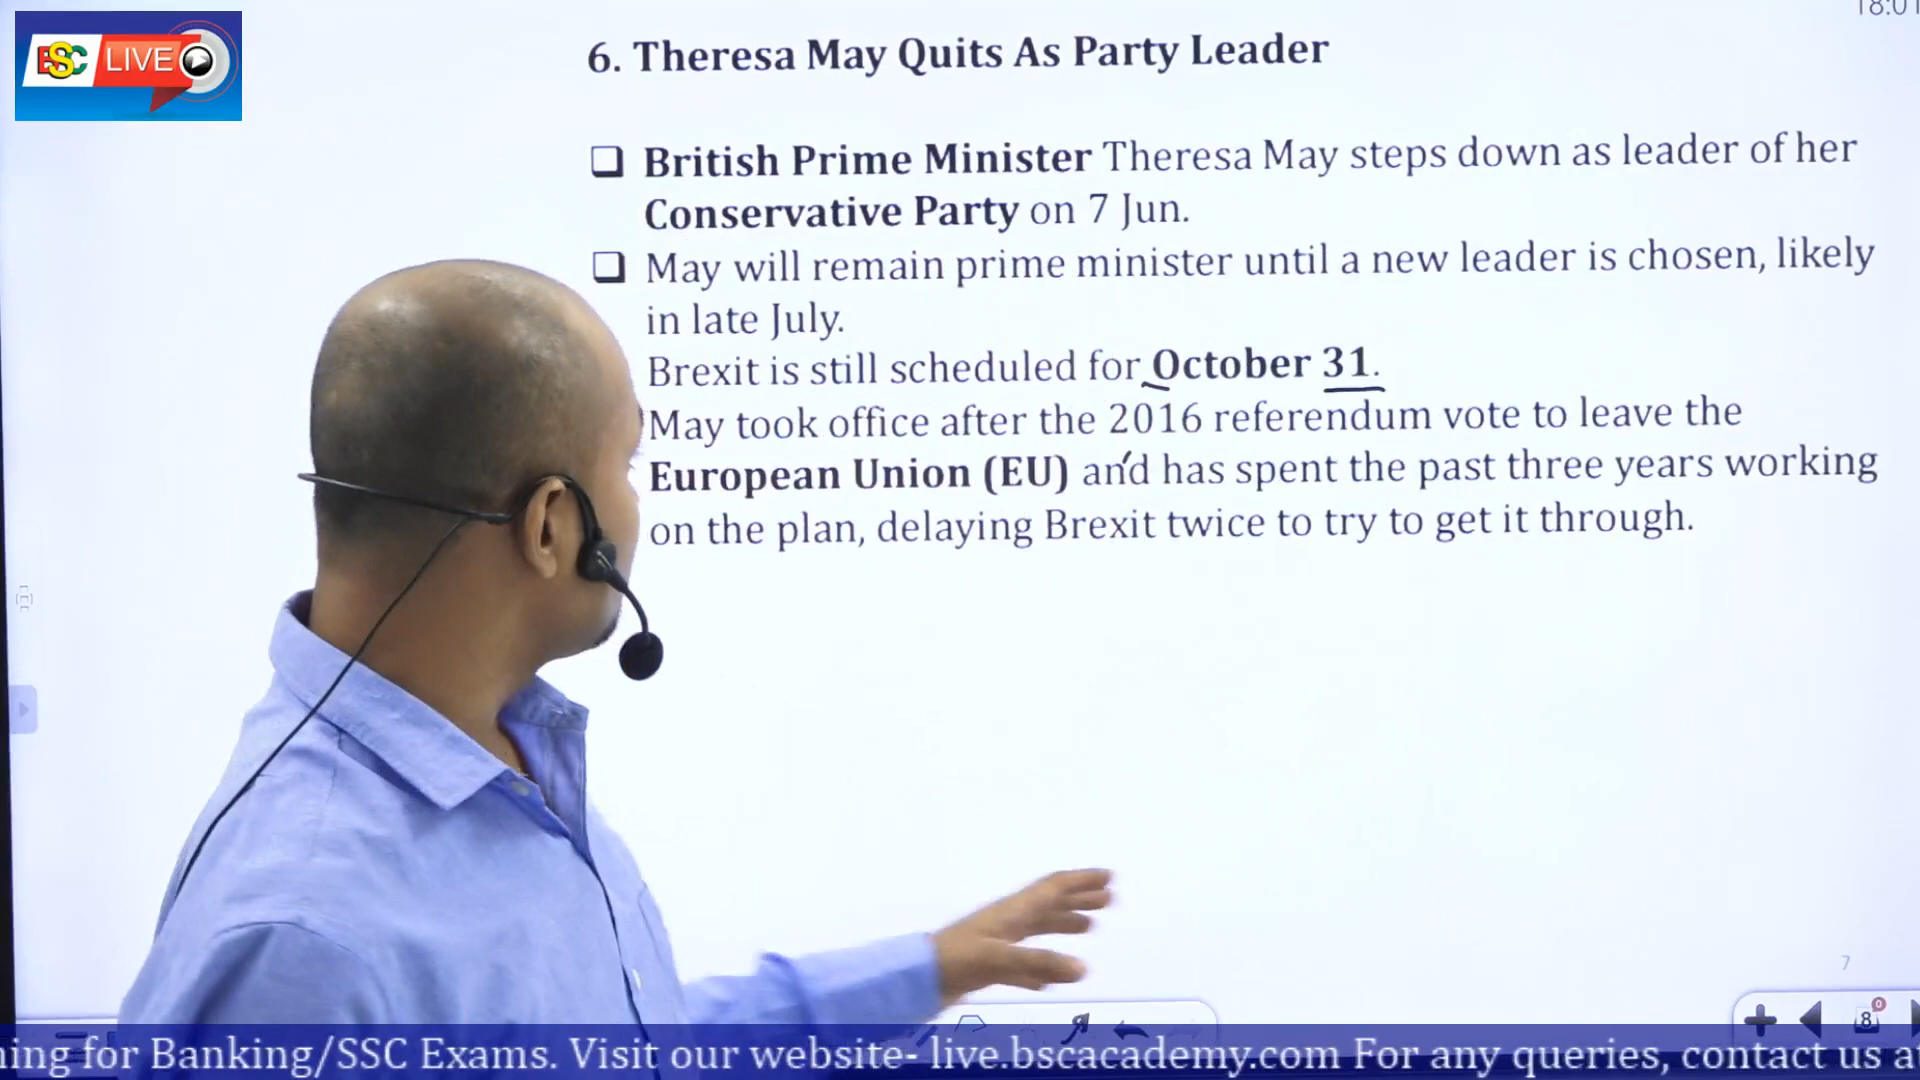 BSC LIVE
18:01
6. Theresa May Quits As Party Leader
❑ British Prime Minister Theresa May steps down as leader of her
Conservative Party on 7 Jun.
❑ May will remain prime minister until a new leader is chosen, likely
in late July.
Brexit is still scheduled for October 31.
May took office after the 2016 referendum vote to leave the
European Union (EU) and has spent the past three years working
on the plan, delaying Brexit twice to try to get it through.
7
0
8
ning for Banking/SSC Exams. Visit our website- live.bscacademy.com For any queries, contact us at